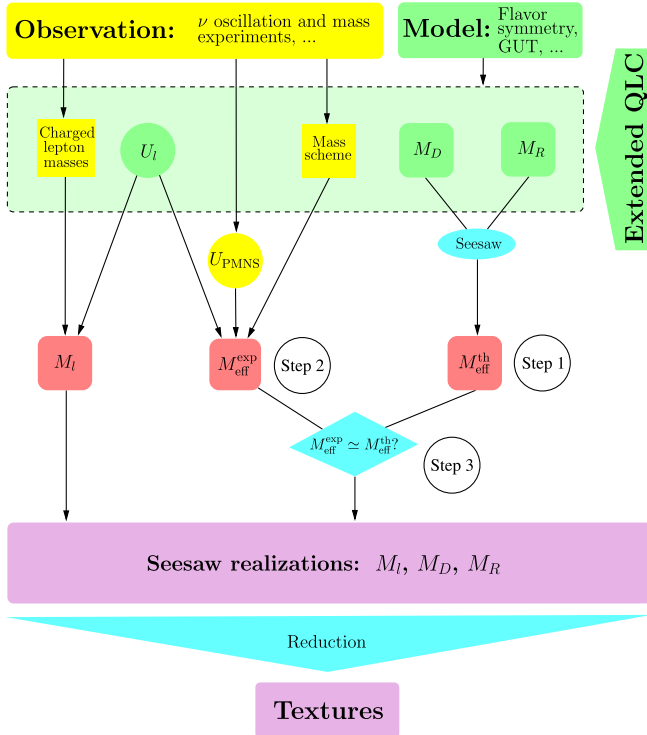 Observation: ν oscillation and mass
experiments, ...
Model: Flavor
symmetry,
GUT, ...
Extended QLC
Charged
lepton
masses
U_l
Mass
scheme
M_D
M_R
Seesaw
U_PMNS
M_l
M_eff^exp
Step 2
M_eff^th
Step 1
M_eff^exp ≃ M_eff^th?
Step 3
Seesaw realizations: M_l, M_D, M_R
Reduction
Textures